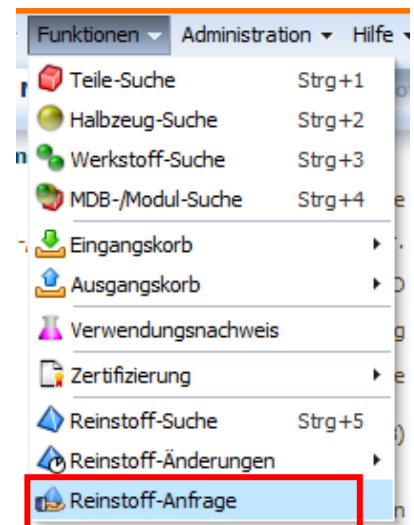 Funktionen Administration Hilfe
Teile-Suche Strg+1
Halbzeug-Suche Strg+2
Werkstoff-Suche Strg+3
MDB-/Modul-Suche Strg+4
Eingangskorb
Ausgangskorb
Verwendungsnachweis
Zertifizierung
Reinstoff-Suche Strg+5
Reinstoff-Änderungen
Reinstoff-Anfrage